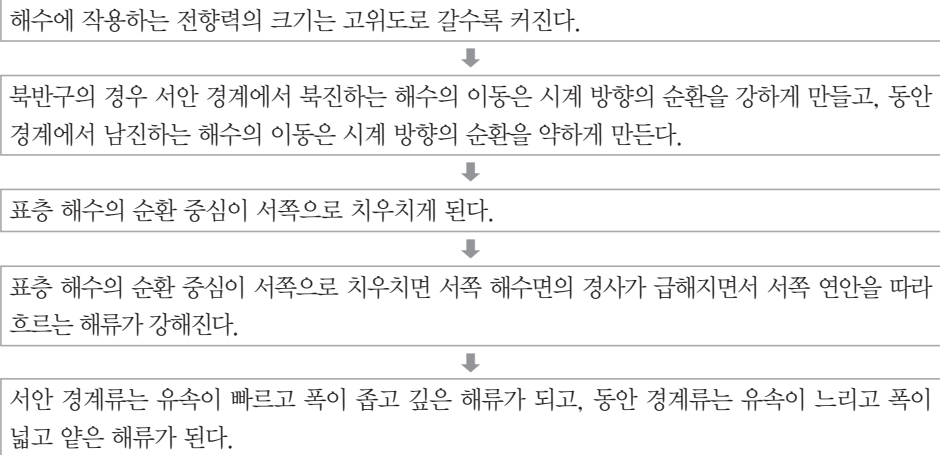 해수에 작용하는 전향력의 크기는 고위도로 갈수록 커진다.
북반구의 경우 서안 경계에서 북진하는 해수의 이동은 시계 방향의 순환을 강하게 만들고, 동안
경계에서 남진하는 해수의 이동은 시계 방향의 순환을 약하게 만든다.
표층 해수의 순환 중심이 서쪽으로 치우치게 된다.
표층 해수의 순환 중심이 서쪽으로 치우치면 서쪽 해수면의 경사가 급해지면서 서쪽 연안을 따라
흐르는 해류가 강해진다.
서안 경계류는 유속이 빠르고 폭이 좁고 깊은 해류가 되고, 동안 경계류는 유속이 느리고 폭이
넓고 얕은 해류가 된다.